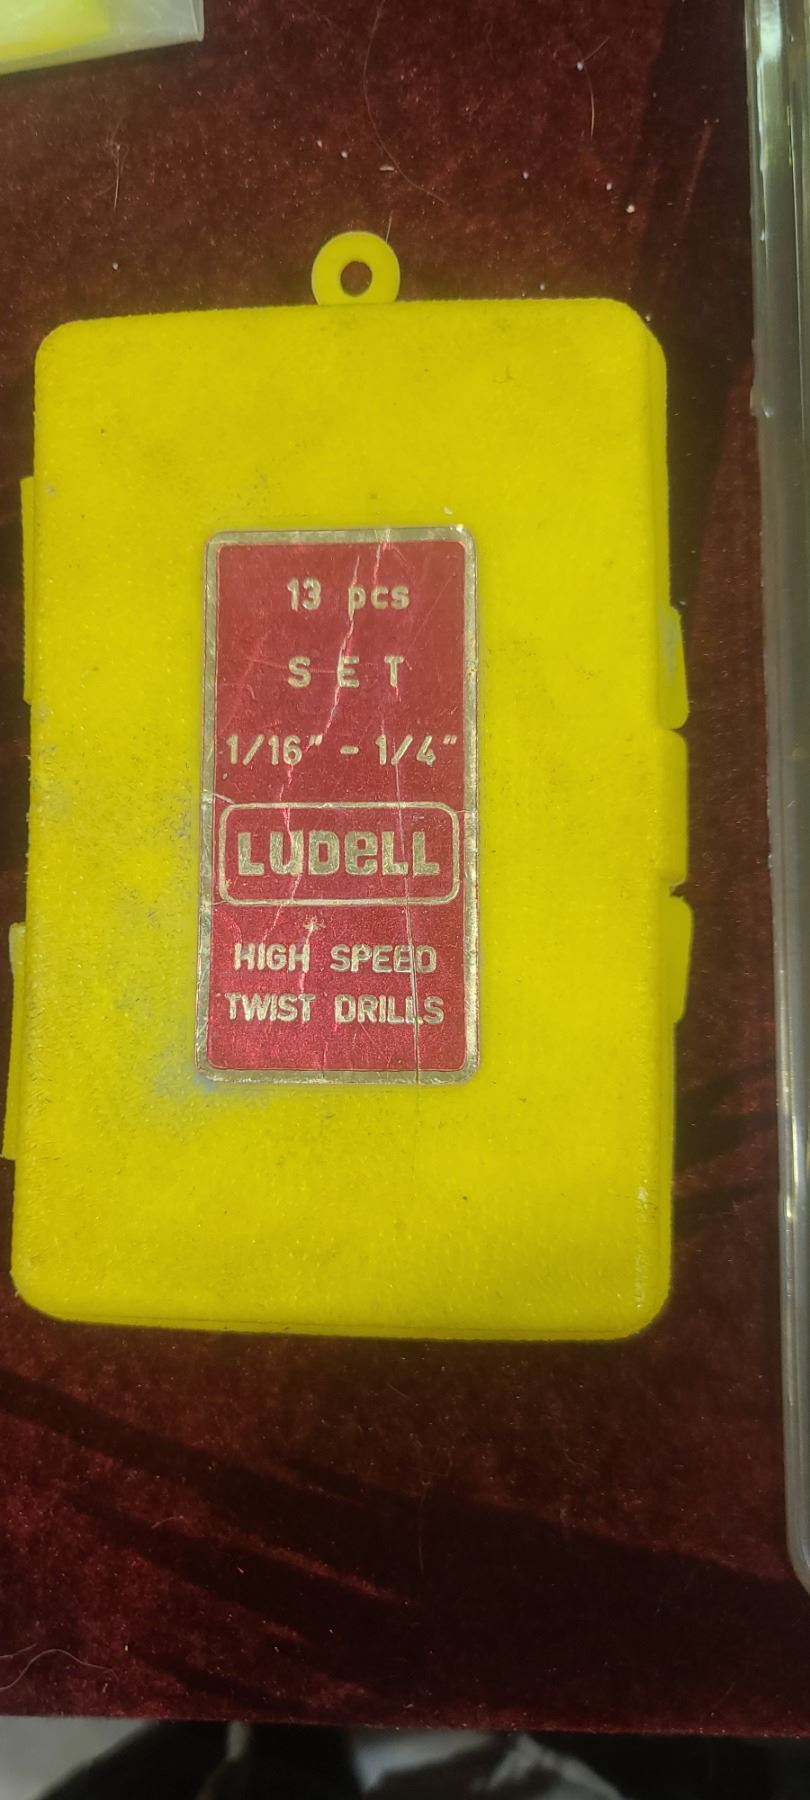 13 pcs
SET
1/16" - 1/4"
LUDELL
HIGH SPEED
TWIST DRILLS